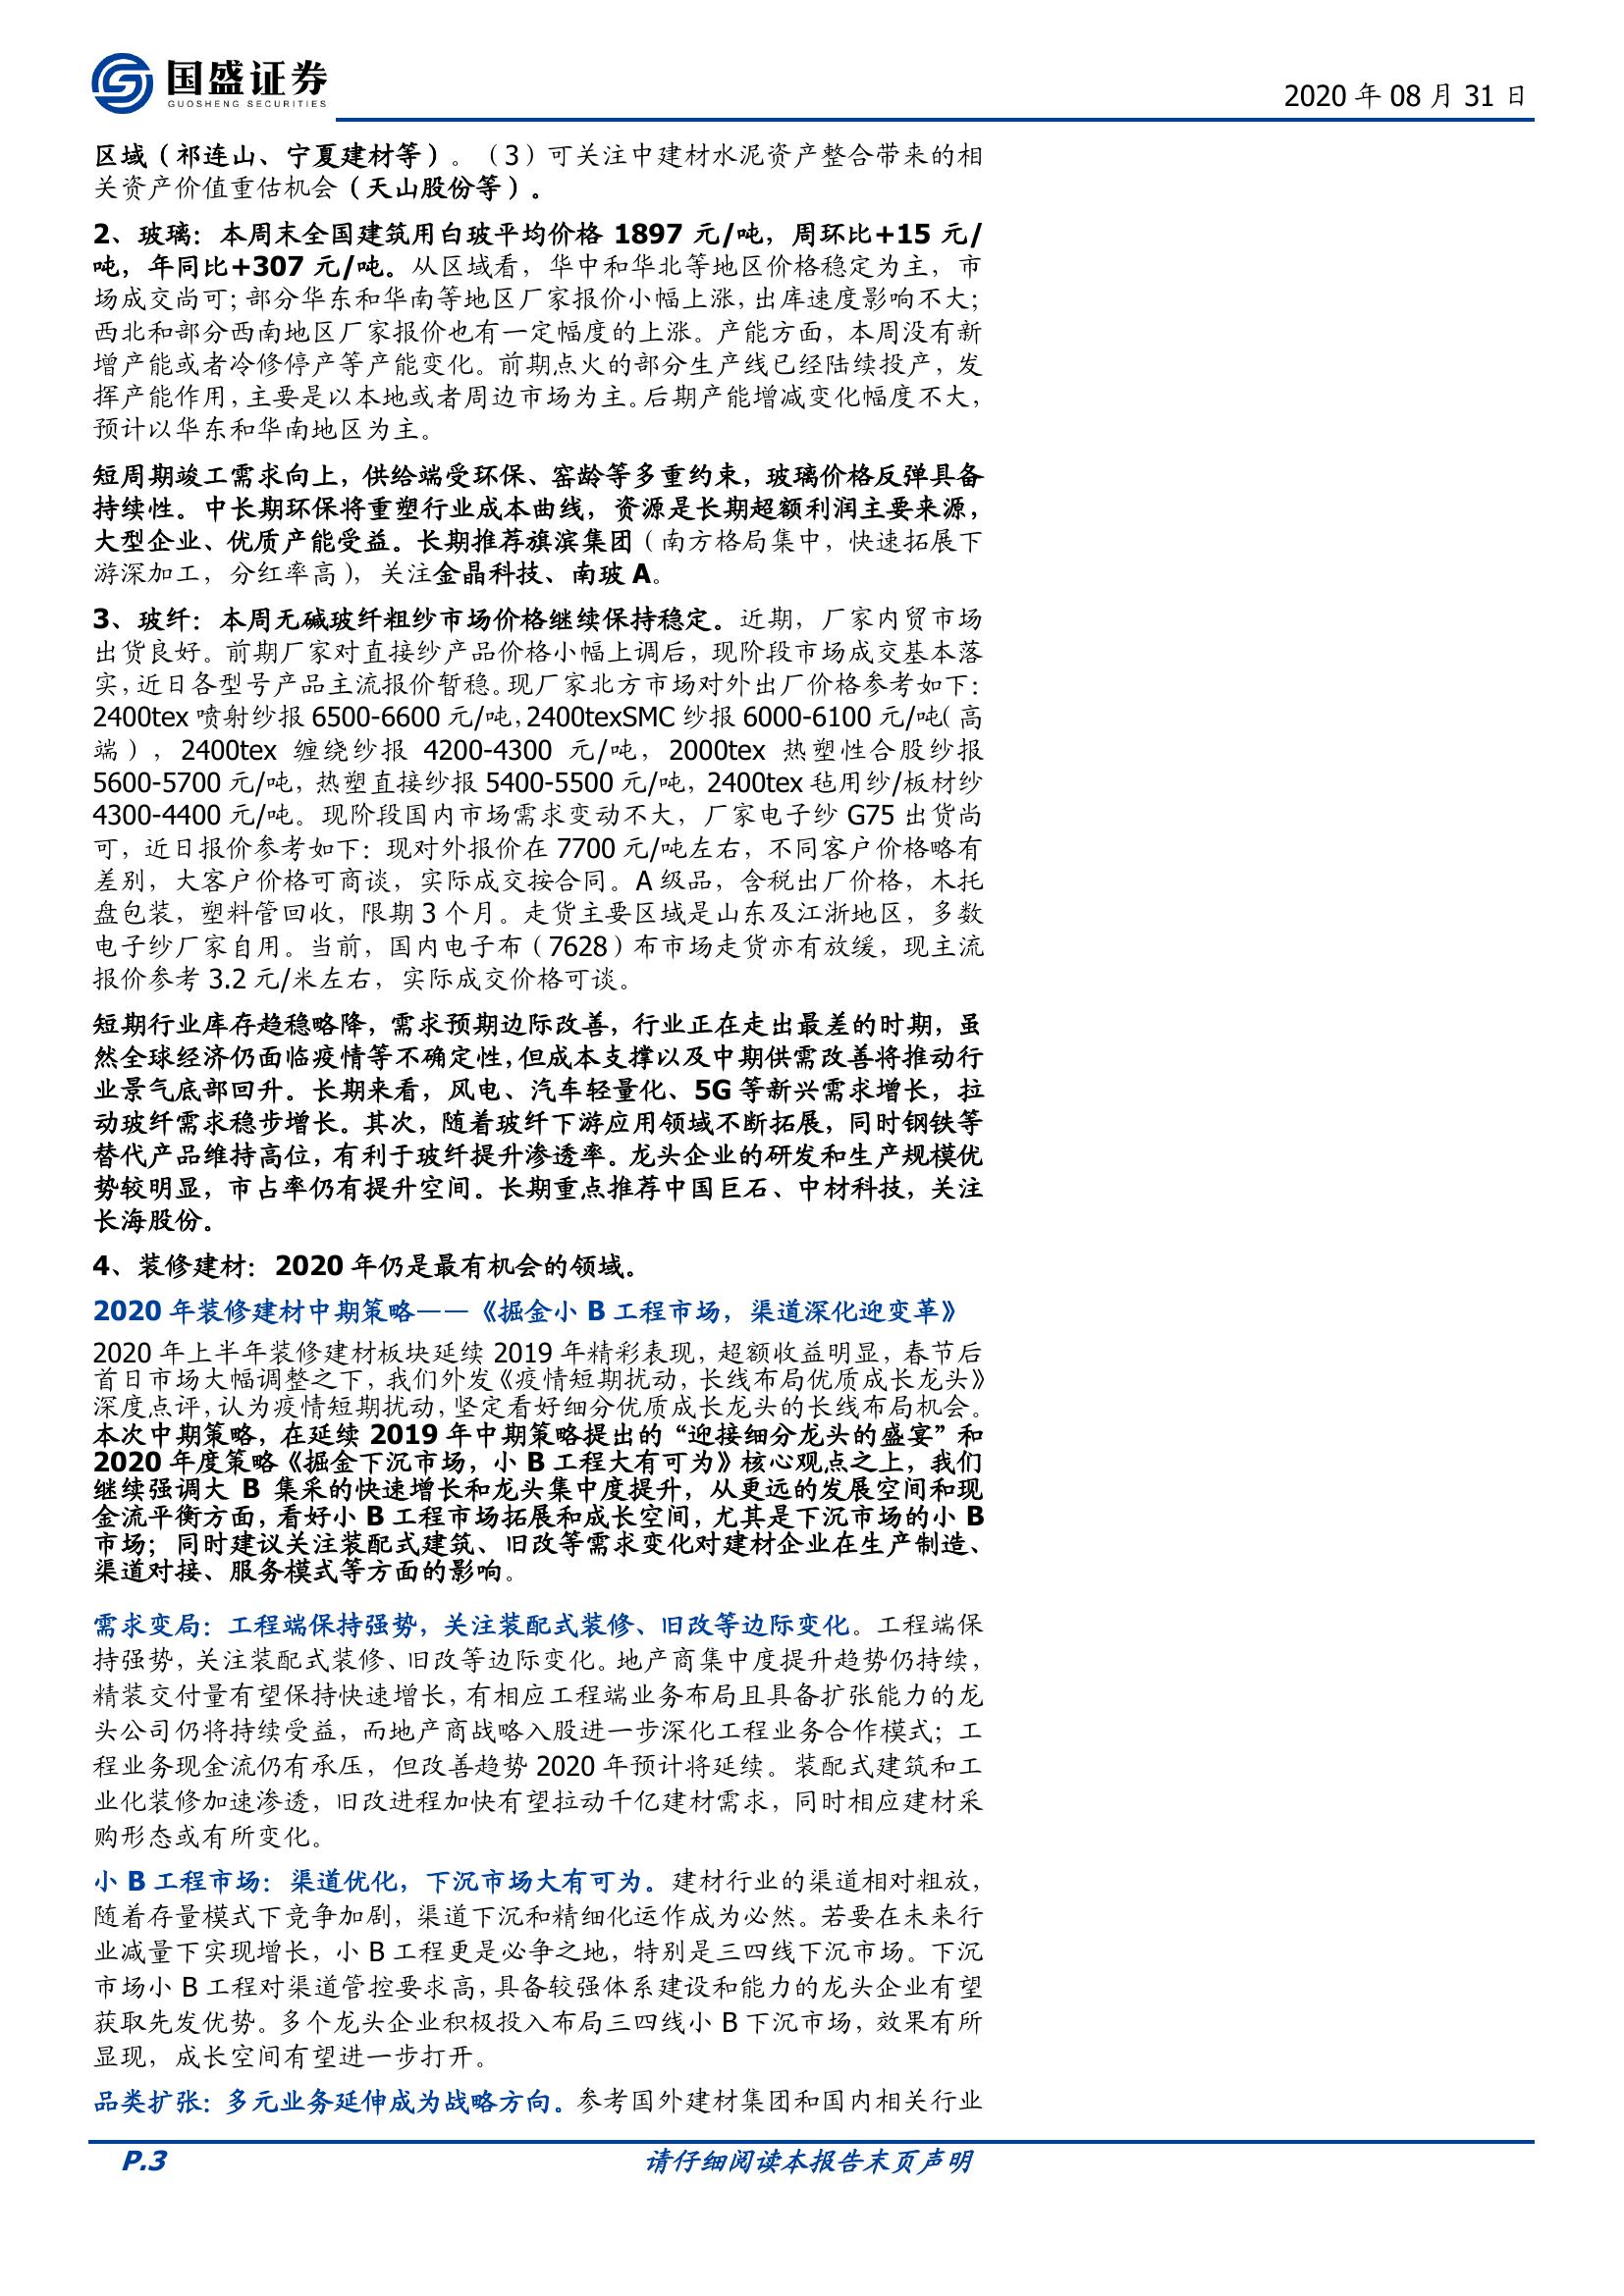 国盛证券
GUOSHENG SECURITIES
2020 年 08 月 31 日
区域（祁连山、宁夏建材等）。（3）可关注中建材水泥资产整合带来的相
关资产价值重估机会（天山股份等）。
2、玻璃：本周末全国建筑用白玻平均价格 1897 元/吨，周环比+15 元/
吨，年同比+307 元/吨。从区域看，华中和华北等地区价格稳定为主，市
场成交尚可；部分华东和华南等地区厂家报价小幅上涨，出库速度影响不大；
西北和部分西南地区厂家报价也有一定幅度的上涨。产能方面，本周没有新
增产能或者冷修停产等产能变化。前期点火的部分生产线已经陆续投产，发
挥产能作用，主要是以本地或者周边市场为主。后期产能增减变化幅度不大，
预计以华东和华南地区为主。
短周期竣工需求向上，供给端受环保、窑龄等多重约束，玻璃价格反弹具备
持续性。中长期环保将重塑行业成本曲线，资源是长期超额利润主要来源，
大型企业、优质产能受益。长期推荐旗滨集团（南方格局集中，快速拓展下
游深加工，分红率高），关注金晶科技、南玻 A。
3、玻纤：本周无碱玻纤粗纱市场价格继续保持稳定。近期，厂家内贸市场
出货良好。前期厂家对直接纱产品价格小幅上调后，现阶段市场成交基本落
实，近日各型号产品主流报价暂稳。现厂家北方市场对外出厂价格参考如下：
2400tex 喷射纱报 6500-6600 元/吨，2400texSMC 纱报 6000-6100 元/吨（高
端），2400tex 缠绕纱报 4200-4300 元/吨，2000tex 热塑性合股纱报
5600-5700 元/吨，热塑直接纱报 5400-5500 元/吨，2400tex 毡用纱/板材纱
4300-4400 元/吨。现阶段国内市场需求变动不大，厂家电子纱 G75 出货尚
可，近日报价参考如下：现对外报价在 7700 元/吨左右，不同客户价格略有
差别，大客户价格可商谈，实际成交按合同。A 级品，含税出厂价格，木托
盘包装，塑料管回收，限期 3 个月。走货主要区域是山东及江浙地区，多数
电子纱厂家自用。当前，国内电子布（7628）布市场走货亦有放缓，现主流
报价参考 3.2 元/米左右，实际成交价格可谈。
短期行业库存趋稳略降，需求预期边际改善，行业正在走出最差的时期，虽
然全球经济仍面临疫情等不确定性，但成本支撑以及中期供需改善将推动行
业景气底部回升。长期来看，风电、汽车轻量化、5G 等新兴需求增长，拉
动玻纤需求稳步增长。其次，随着玻纤下游应用领域不断拓展，同时钢铁等
替代产品维持高位，有利于玻纤提升渗透率。龙头企业的研发和生产规模优
势较明显，市占率仍有提升空间。长期重点推荐中国巨石、中材科技，关注
长海股份。
4、装修建材：2020 年仍是最有机会的领域。
2020 年装修建材中期策略——《掘金小 B 工程市场，渠道深化迎变革》
2020 年上半年装修建材板块延续 2019 年精彩表现，超额收益明显，春节后
首日市场大幅调整之下，我们外发《疫情短期扰动，长线布局优质成长龙头》
深度点评，认为疫情短期扰动，坚定看好细分优质成长龙头的长线布局机会。
本次中期策略，在延续 2019 年中期策略提出的“迎接细分龙头的盛宴”和
2020 年度策略《掘金下沉市场，小 B 工程大有可为》核心观点之上，我们
继续强调大 B 集采的快速增长和龙头集中度提升，从更远的发展空间和现
金流平衡方面，看好小 B 工程市场拓展和成长空间，尤其是下沉市场的小 B
市场；同时建议关注装配式建筑、旧改等需求变化对建材企业在生产制造、
渠道对接、服务模式等方面的影响。
需求变局：工程端保持强势，关注装配式装修、旧改等边际变化。工程端保
持强势，关注装配式装修、旧改等边际变化。地产商集中度提升趋势仍持续，
精装交付量有望保持快速增长，有相应工程端业务布局且具备扩张能力的龙
头公司仍将持续受益，而地产商战略入股进一步深化工程业务合作模式；工
程业务现金流仍有承压，但改善趋势 2020 年预计将延续。装配式建筑和工
业化装修加速渗透，旧改进程加快有望拉动千亿建材需求，同时相应建材采
购形态或有所变化。
小 B 工程市场：渠道优化，下沉市场大有可为。建材行业的渠道相对粗放，
随着存量模式下竞争加剧，渠道下沉和精细化运作成为必然。若要在未来行
业减量下实现增长，小 B 工程更是必争之地，特别是三四线下沉市场。下沉
市场小 B 工程对渠道管控要求高，具备较强体系建设和能力的龙头企业有望
获取先发优势。多个龙头企业积极投入布局三四线小 B 下沉市场，效果有所
显现，成长空间有望进一步打开。
品类扩张：多元业务延伸成为战略方向。参考国外建材集团和国内相关行业
P.3
请仔细阅读本报告末页声明